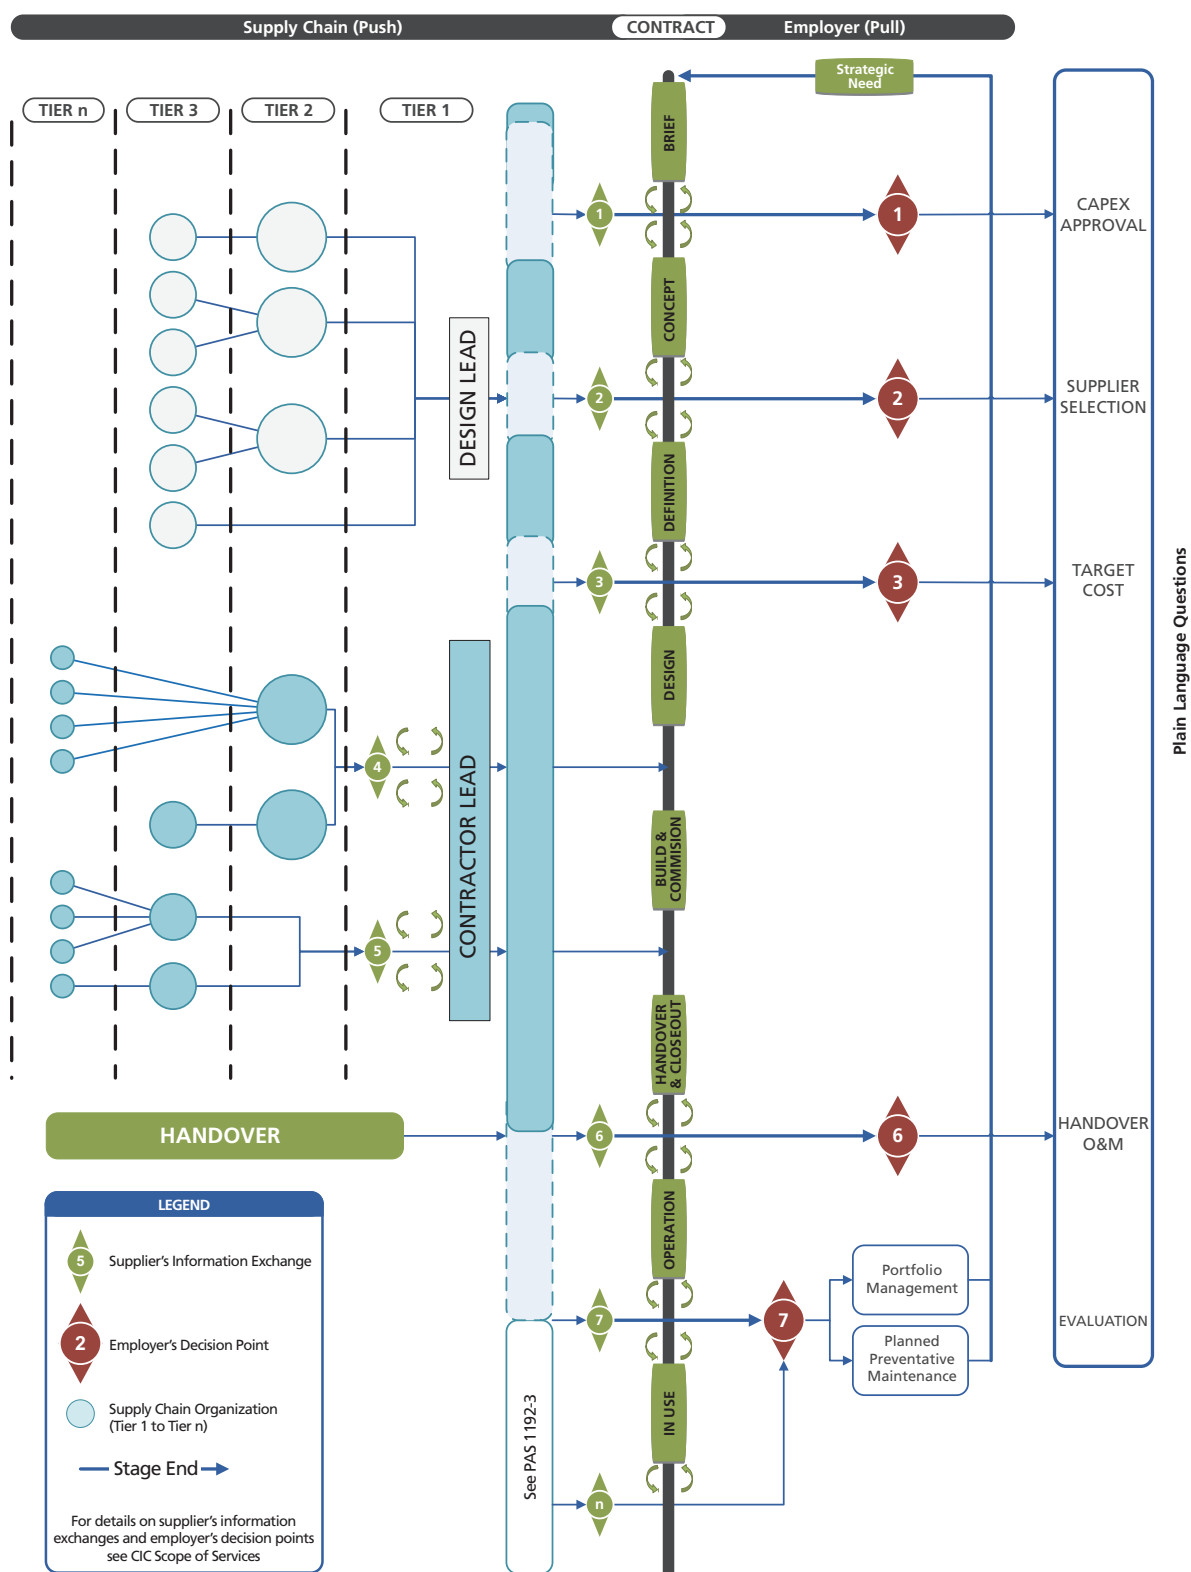 Supply Chain (Push)
CONTRACT
Employer (Pull)
Strategic
Need
TIER n
TIER 3
TIER 2
TIER 1
BRIEF
1
1
CAPEX
APPROVAL
CONCEPT
DESIGN LEAD
2
2
SUPPLIER
SELECTION
DEFINITION
3
3
TARGET
COST
Plain Language Questions
DESIGN
4
CONTRACTOR LEAD
BUILD &
COMMISION
5
HANDOVER
& CLOSEOUT
HANDOVER
6
6
HANDOVER
O&M
OPERATION
7
7
Portfolio
Management
Planned
Preventative
Maintenance
EVALUATION
See PAS 1192-3
IN USE
n
LEGEND
5
Supplier's Information Exchange
2
Employer's Decision Point
Supply Chain Organization
(Tier 1 to Tier n)
Stage End
For details on supplier's information
exchanges and employer's decision points
see CIC Scope of Services